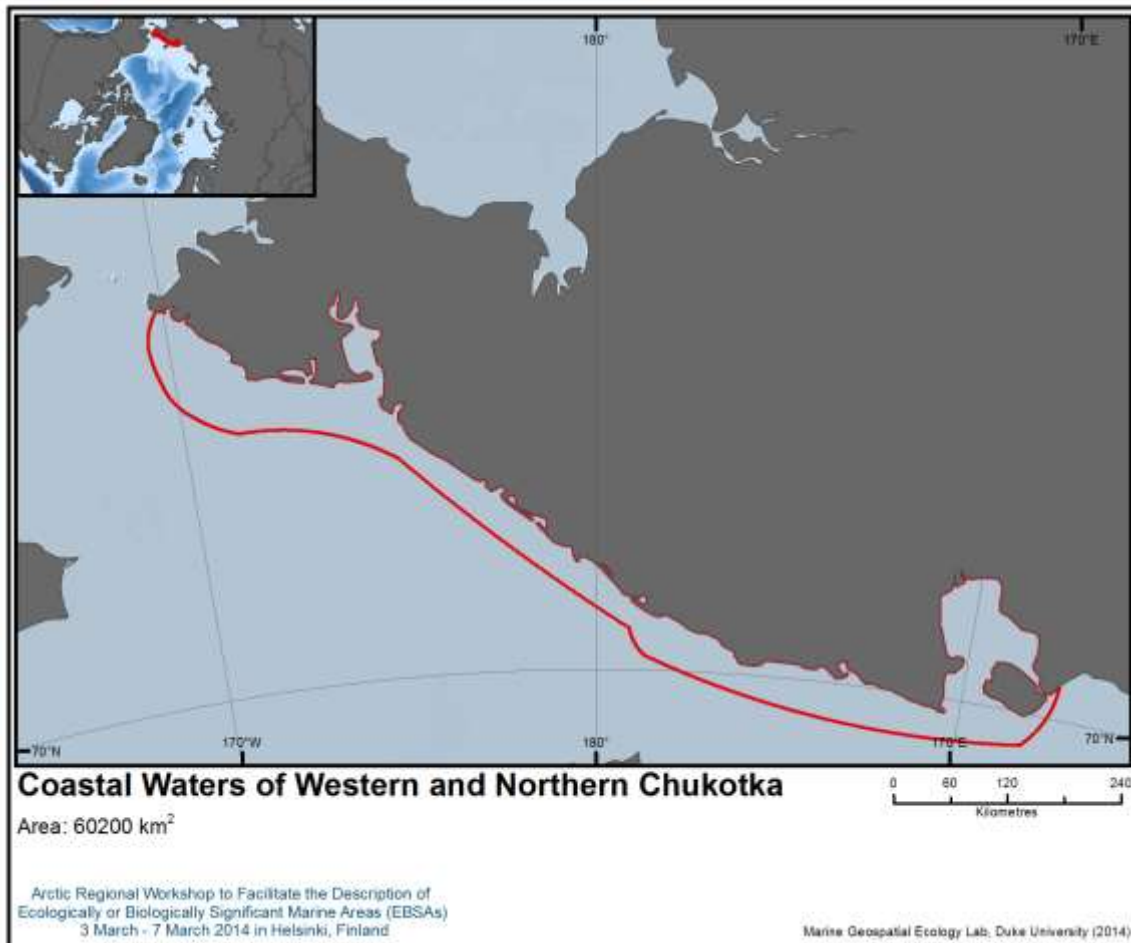 180°
170°E
70°N
170°W
180°
170°E
70°N
Coastal Waters of Western and Northern Chukotka
Area: 60200 km²
0 60 120 240
Kilometres
Arctic Regional Workshop to Facilitate the Description of
Ecologically or Biologically Significant Marine Areas (EBSAs)
3 March - 7 March 2014 in Helsinki, Finland
Marine Geospatial Ecology Lab, Duke University (2014)